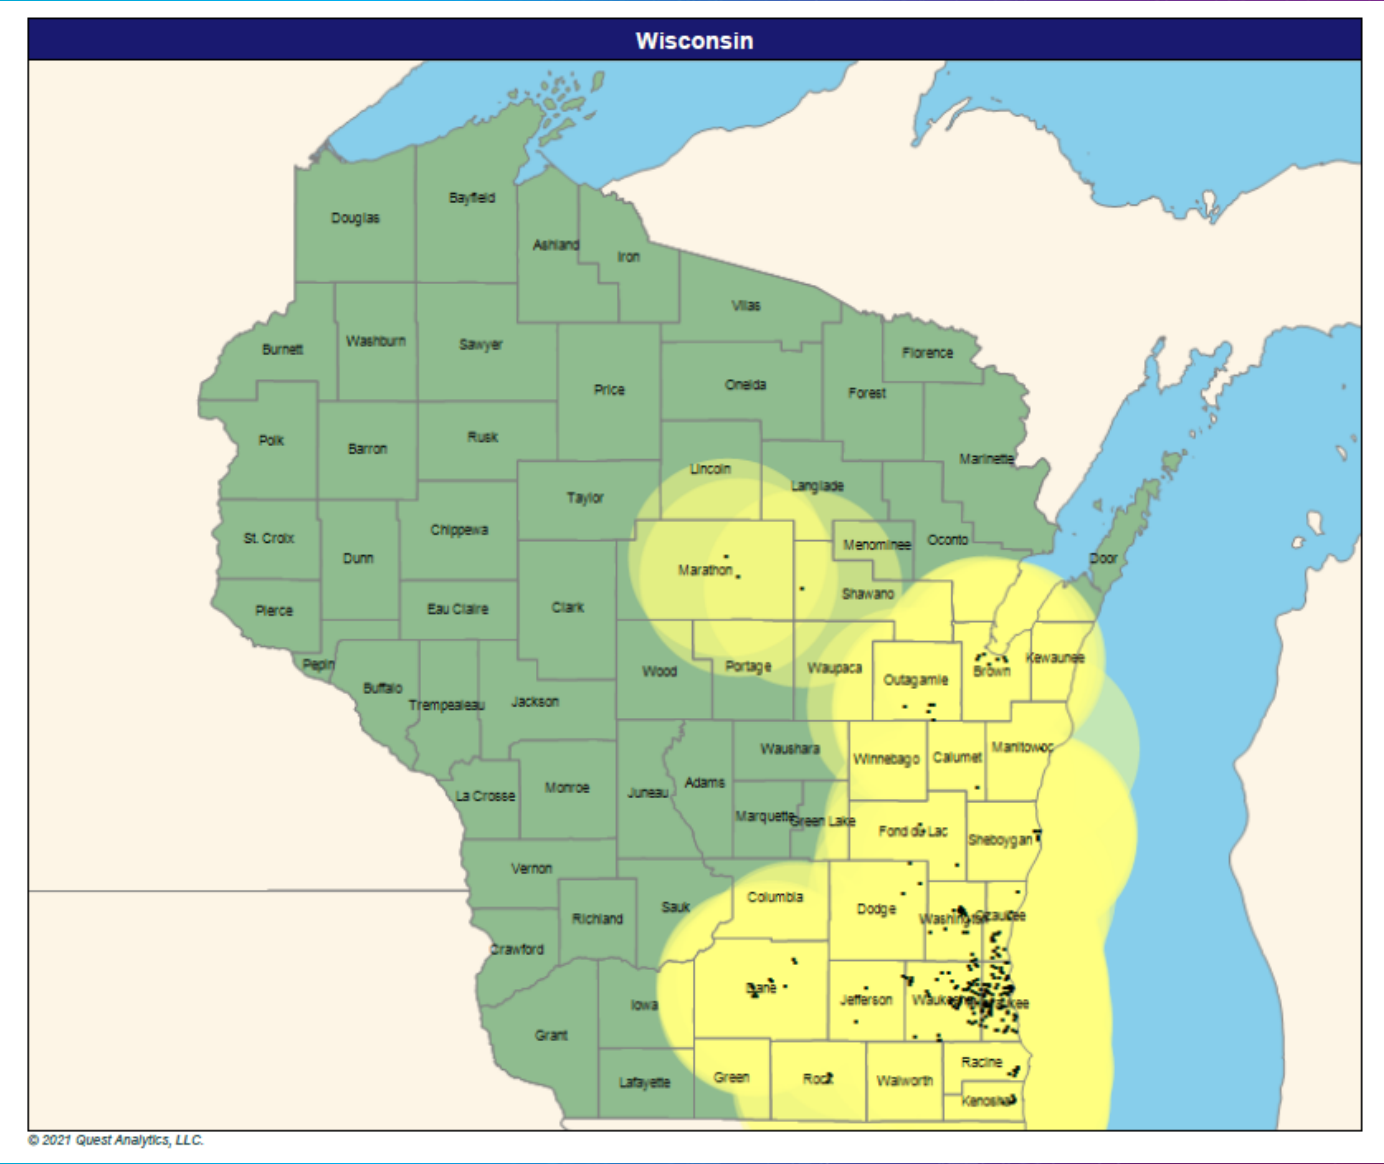 Wisconsin
Bayfield
Douglas
Ashland
Iron
Vilas
Burnett
Washburn
Sawyer
Florence
Price
Oneida
Forest
Polk
Barron
Rusk
Marinette
Lincoln
Taylor
Langlade
St. Croix
Chippewa
Menominee
Oconto
Dunn
Door
Marathon
Shawano
Pierce
Eau Claire
Clark
Pepin
Wood
Portage
Waupaca
Outagamie
Brown
Kewaunee
Buffalo
Trempealeau
Jackson
Waushara
Winnebago
Calumet
Manitowoc
La Crosse
Monroe
Juneau
Adams
Marquette
Green Lake
Fond du Lac
Sheboygan
Vernon
Columbia
Dodge
Washington
Ozaukee
Richland
Sauk
Crawford
Dane
Jefferson
Waukesha
Milwaukee
Iowa
Grant
Lafayette
Green
Rock
Walworth
Racine
Kenosha
© 2021 Quest Analytics, LLC.